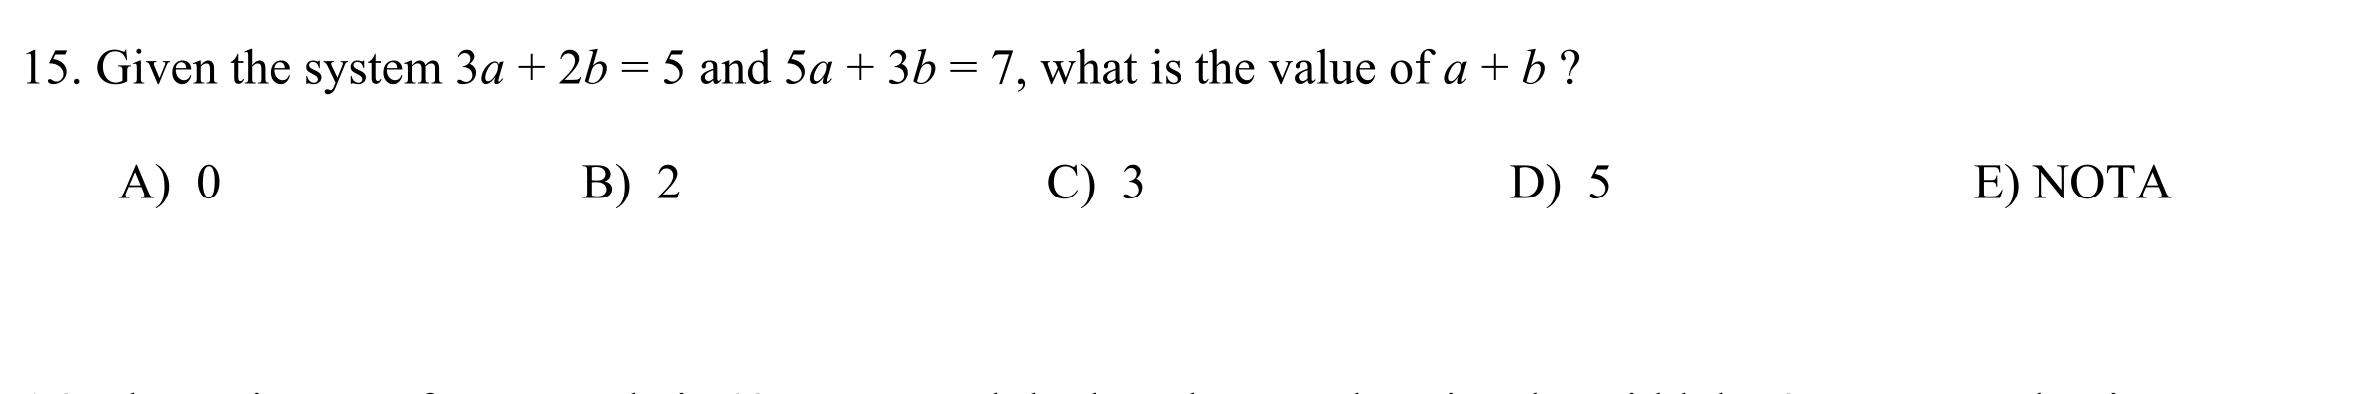 15. Given the system 3a + 2b = 5 and 5a + 3b = 7, what is the value of a + b ?
A) 0 B) 2 C) 3 D) 5 E) NOTA